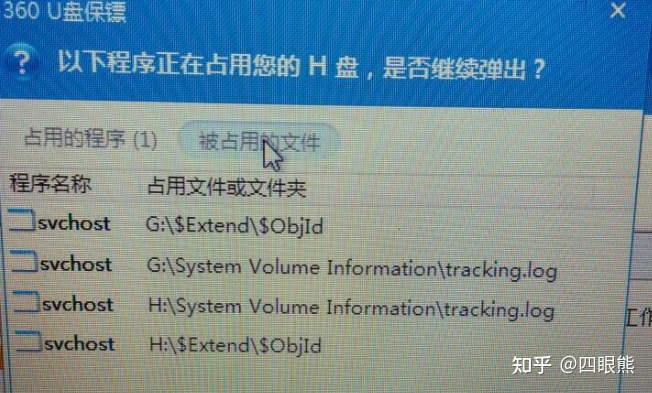 360 U盘保镖
以下程序正在占用您的 H 盘，是否继续弹出？
占用的程序 (1) 被占用的文件
程序名称 占用文件或文件夹
svchost G:\$Extend\$ObjId
svchost G:\System Volume Information\tracking.log
svchost H:\System Volume Information\tracking.log
工作
svchost H:\$Extend\$ObjId
知乎 @四眼熊